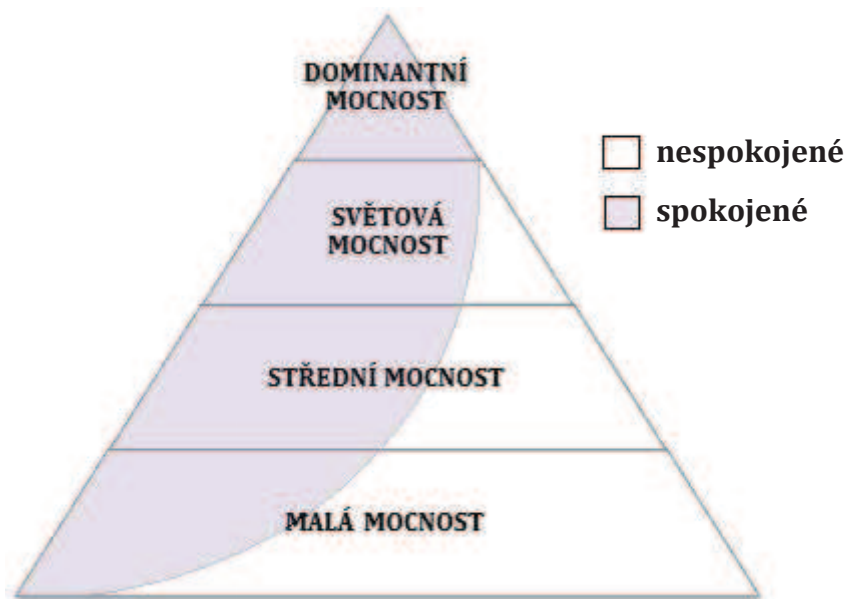 DOMINANTNÍ
MOCNOST
nespokojené
spokojené
SVĚTOVÁ
MOCNOST
STŘEDNÍ MOCNOST
MALÁ MOCNOST